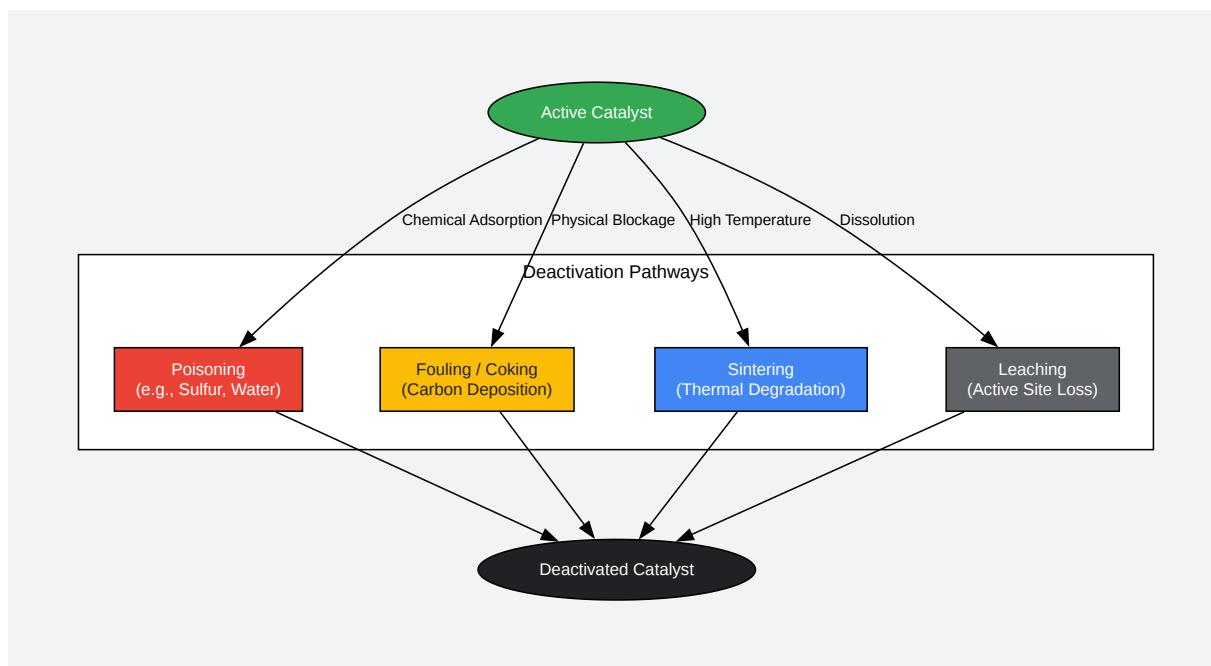 Active Catalyst
Chemical Adsorption
Physical Blockage
High Temperature
Dissolution
Deactivation Pathways
Poisoning
(e.g., Sulfur, Water)
Fouling / Coking
(Carbon Deposition)
Sintering
(Thermal Degradation)
Leaching
(Active Site Loss)
Deactivated Catalyst